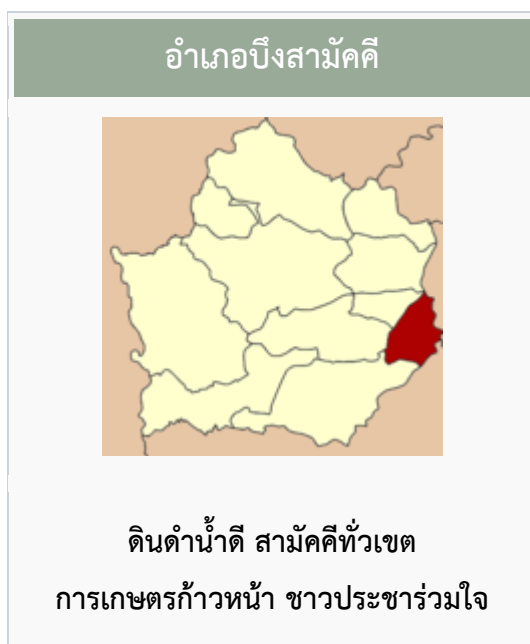 อำเภอบึงสามัคคี
ดินดำน้ำดี สามัคคีทั่วเขต
การเกษตรก้าวหน้า ชาวประชาร่วมใจ